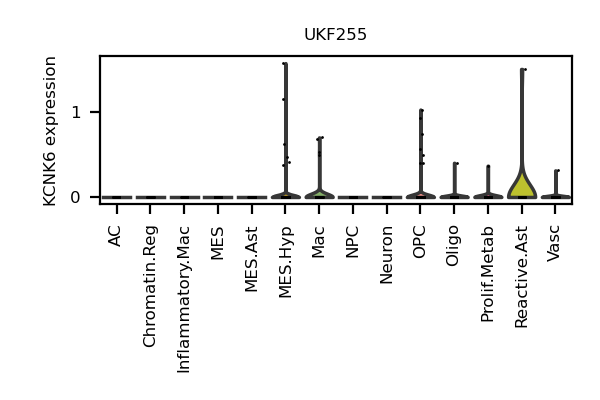 UKF255
KCNK6 expression
1
0
AC
Chromatin.Reg
Inflammatory.Mac
MES
MES.Ast
MES.Hyp
Mac
NPC
Neuron
OPC
Oligo
Prolif.Metab
Reactive.Ast
Vasc